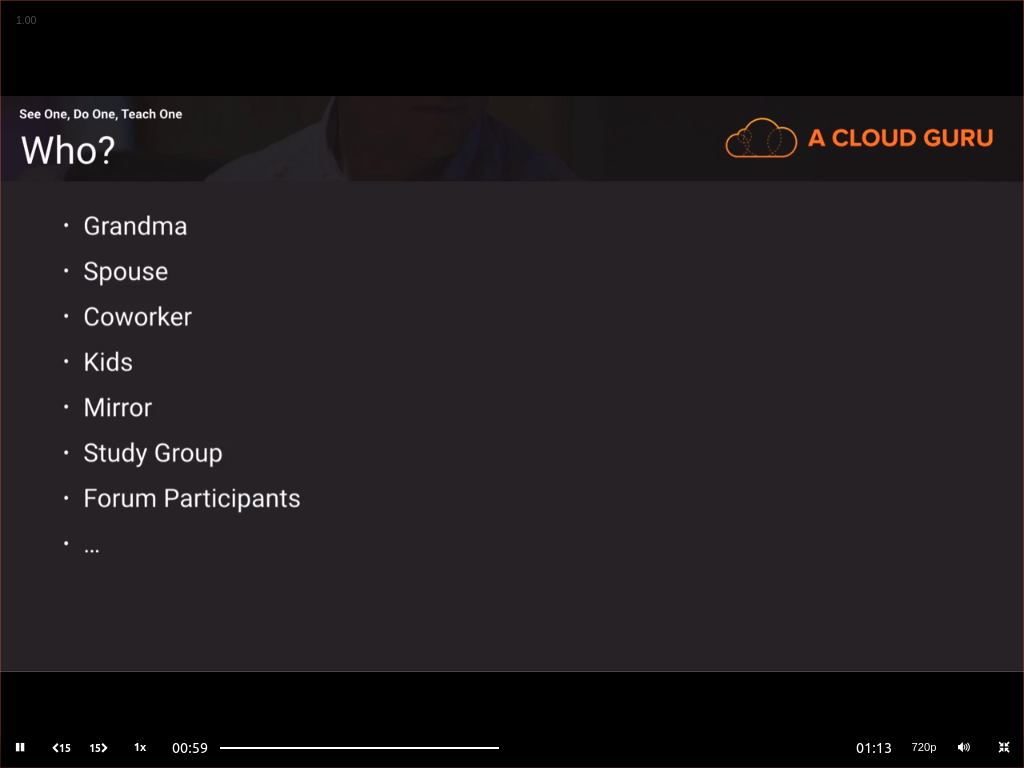 1.00
See One, Do One, Teach One
Who?
A CLOUD GURU
• Grandma
• Spouse
• Coworker
• Kids
• Mirror
• Study Group
• Forum Participants
• ...
15 15 1x 00:59 01:13 720p